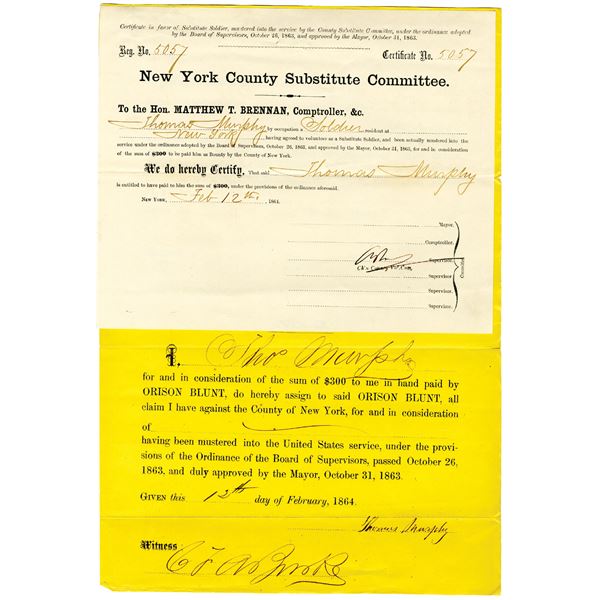 Certificate in favor of Substitute Soldier, mustered into the service by the County Substitute Committee, under the ordinance adopted
by the Board of Supervisors, October 26, 1863, and approved by the Mayor, October 31, 1863.
Reg. No. 5057 Certificate No. 5057
New York County Substitute Committee.
To the Hon. MATTHEW T. BRENNAN, Comptroller, &c.
Thomas Murphy by occupation a Soldier resident at
New York, having agreed to volunteer as a Substitute Soldier, and been actually mustered into the
service under the ordinance adopted by the Board of Supervisors, October 26, 1863, and approved by the Mayor, October 31, 1863, for and in consideration
of the sum of $300 to be paid him as Bounty by the County of New York.
We do hereby Certify, That said Thomas Murphy
is entitled to have paid to him the sum of $300, under the provisions of the ordinance aforesaid.
New York, Feb 12th, 1864.
Mayor.
Comptroller.
Supervisor.
Supervisor
Supervisor.
Supervisor.
Committee
I, Thos Murphy
for and in consideration of the sum of $300 to me in hand paid by
ORISON BLUNT, do hereby assign to said ORISON BLUNT, all
claim I have against the County of New York, for and in consideration
of
having been mustered into the United States service, under the provi-
sions of the Ordinance of the Board of Supervisors, passed October 26,
1863, and duly approved by the Mayor, October 31, 1863.
GIVEN this 12th day of February, 1864.
Thomas Murphy
Witness